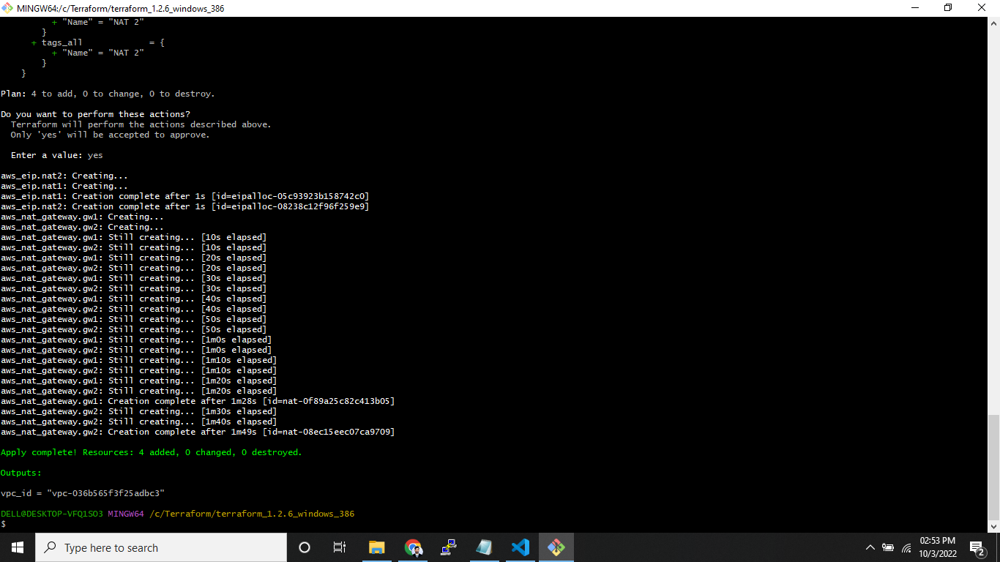 MINGW64:/c/Terraform/terraform_1.2.6_windows_386
+ "Name" = "NAT 2"
}
+ tags_all = {
+ "Name" = "NAT 2"
}
}
Plan: 4 to add, 0 to change, 0 to destroy.
Do you want to perform these actions?
Terraform will perform the actions described above.
Only 'yes' will be accepted to approve.
Enter a value: yes
aws_eip.nat2: Creating...
aws_eip.nat1: Creating...
aws_eip.nat1: Creation complete after 1s [id=eipalloc-05c93923b158742c0]
aws_eip.nat2: Creation complete after 1s [id=eipalloc-08238c12f96f259e9]
aws_nat_gateway.gw1: Creating...
aws_nat_gateway.gw2: Creating...
aws_nat_gateway.gw1: Still creating... [10s elapsed]
aws_nat_gateway.gw2: Still creating... [10s elapsed]
aws_nat_gateway.gw1: Still creating... [20s elapsed]
aws_nat_gateway.gw2: Still creating... [20s elapsed]
aws_nat_gateway.gw1: Still creating... [30s elapsed]
aws_nat_gateway.gw2: Still creating... [30s elapsed]
aws_nat_gateway.gw1: Still creating... [40s elapsed]
aws_nat_gateway.gw2: Still creating... [40s elapsed]
aws_nat_gateway.gw1: Still creating... [50s elapsed]
aws_nat_gateway.gw2: Still creating... [50s elapsed]
aws_nat_gateway.gw1: Still creating... [1m0s elapsed]
aws_nat_gateway.gw2: Still creating... [1m0s elapsed]
aws_nat_gateway.gw1: Still creating... [1m10s elapsed]
aws_nat_gateway.gw2: Still creating... [1m10s elapsed]
aws_nat_gateway.gw1: Still creating... [1m20s elapsed]
aws_nat_gateway.gw2: Still creating... [1m20s elapsed]
aws_nat_gateway.gw1: Creation complete after 1m28s [id=nat-0f89a25c82c413b05]
aws_nat_gateway.gw2: Still creating... [1m30s elapsed]
aws_nat_gateway.gw2: Still creating... [1m40s elapsed]
aws_nat_gateway.gw2: Creation complete after 1m49s [id=nat-08ec15eec07ca9709]
Apply complete! Resources: 4 added, 0 changed, 0 destroyed.
Outputs:
vpc_id = "vpc-036b565f3f25adbc3"
DELL@DESKTOP-VFQ1SO3 MINGW64 /c/Terraform/terraform_1.2.6_windows_386
$
Type here to search
02:53 PM
10/3/2022
2